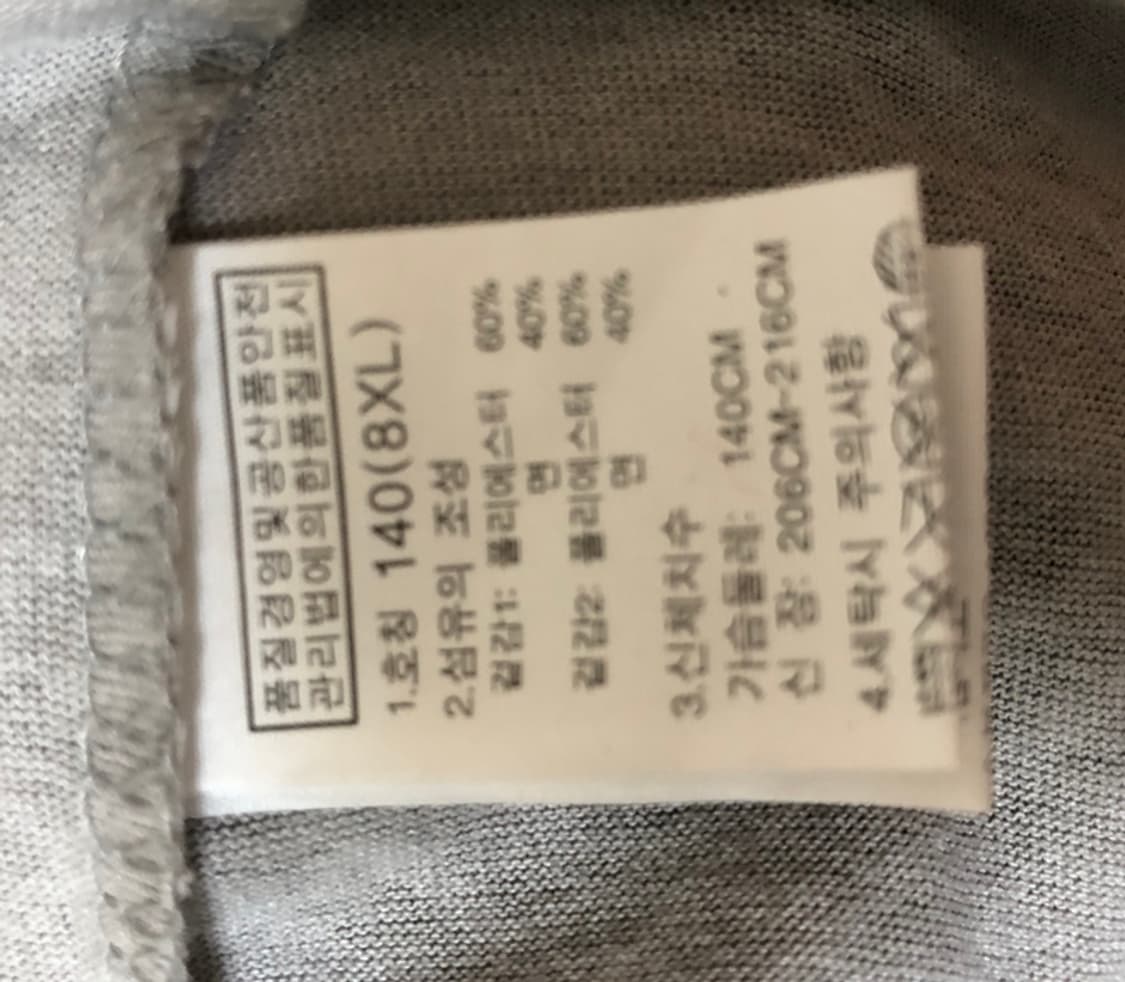 품질경영및공산품안전
관리법에의한품질표시
1.호칭 140(8XL)
2.섬유의 조성
겉감1: 폴리에스터 60%
면 40%
겉감2: 폴리에스터 60%
면 40%
3.신체치수
가슴둘레: 140CM
신 장: 206CM-216CM
4.세탁시 주의사항